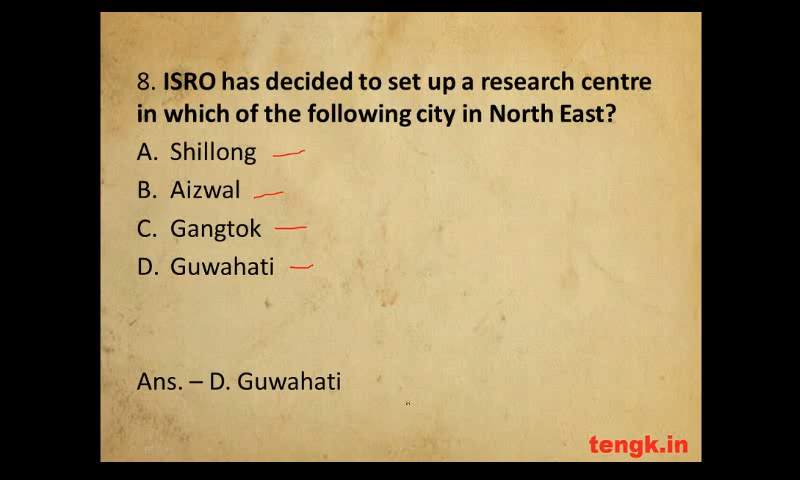 8. ISRO has decided to set up a research centre
in which of the following city in North East?
A. Shillong
B. Aizwal
C. Gangtok
D. Guwahati
Ans. – D. Guwahati
tengk.in